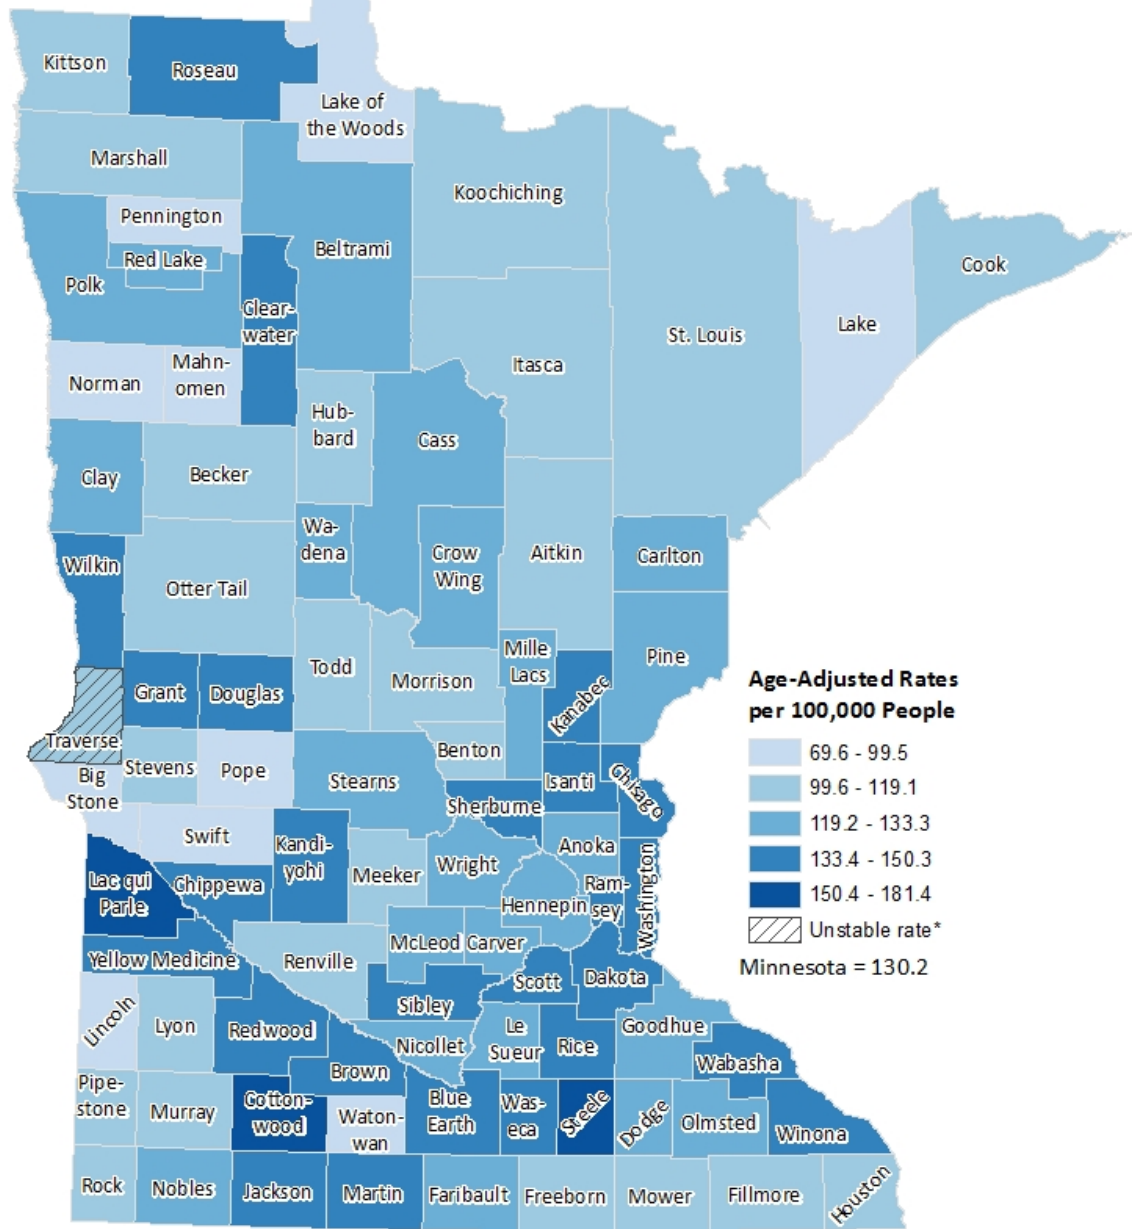 Kittson
Roseau
Lake of
the Woods
Marshall
Koochiching
Pennington
Red Lake
Beltrami
Polk
Clear-
water
Cook
Lake
St. Louis
Itasca
Norman
Mahn-
omen
Hub-
bard
Cass
Clay
Becker
Wa-
dena
Crow
Wing
Aitkin
Carlton
Wilkin
Otter Tail
Todd
Morrison
Mille
Lacs
Pine
Kanabec
Grant
Douglas
Traverse
Benton
Big
Stone
Stevens
Pope
Stearns
Isanti
Chisago
Sherburne
Swift
Kandi-
yohi
Meeker
Wright
Anoka
Lac qui
Parle
Chippewa
Hennepin
Ram-
sey
Washington
McLeod
Carver
Yellow Medicine
Renville
Scott
Dakota
Sibley
Lincoln
Lyon
Redwood
Nicollet
Le
Sueur
Rice
Goodhue
Wabasha
Brown
Pipe-
stone
Murray
Cotton-
wood
Waton-
wan
Blue
Earth
Was-
eca
Steele
Dodge
Olmsted
Winona
Rock
Nobles
Jackson
Martin
Faribault
Freeborn
Mower
Fillmore
Houston
Age-Adjusted Rates
per 100,000 People
69.6 - 99.5
99.6 - 119.1
119.2 - 133.3
133.4 - 150.3
150.4 - 181.4
Unstable rate*
Minnesota = 130.2